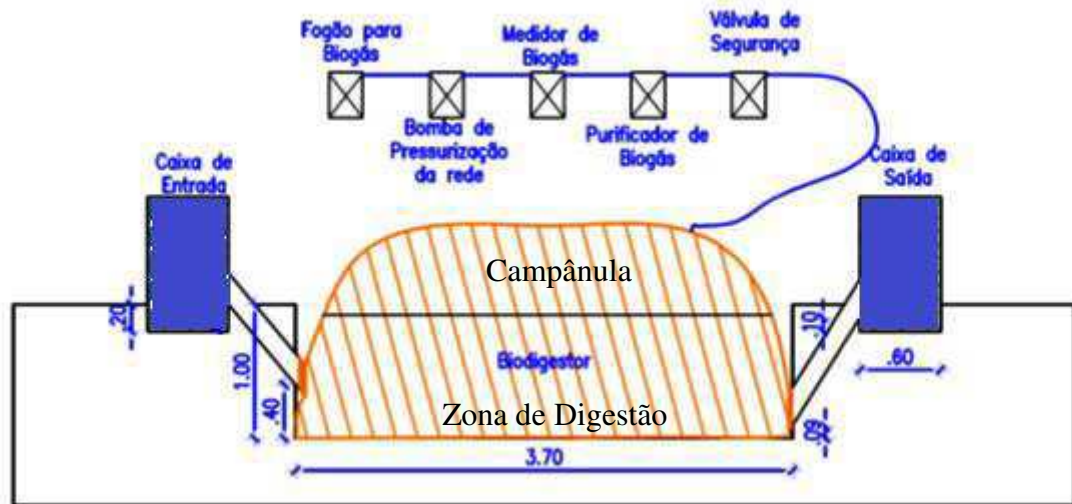 Fogão para
Biogás
Medidor de
Biogás
Válvula de
Segurança
Bomba de
Pressurização
da rede
Purificador de
Biogás
Caixa de
Entrada
Caixa de
Saída
Campânula
.20
1.00
.40
Biodigestor
.10
.60
Zona de Digestão
.09
3.70